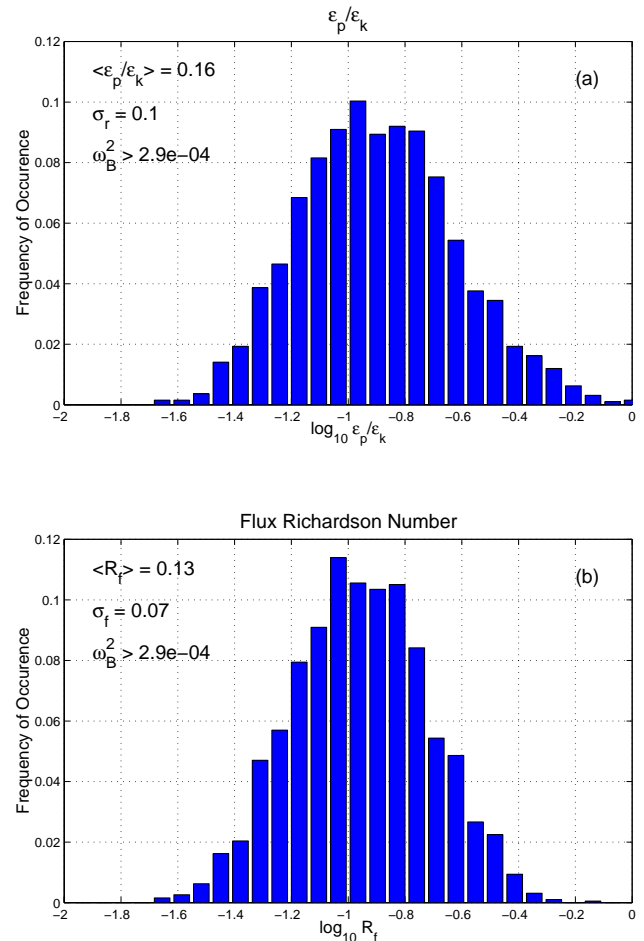 ε_p/ε_k
0.12
0.1
0.08
0.06
0.04
0.02
0
Frequency of Occurence
<ε_p/ε_k> = 0.16
(a)
σ_r = 0.1
ω_B^2 > 2.9e−04
−2 −1.8 −1.6 −1.4 −1.2 −1 −0.8 −0.6 −0.4 −0.2 0
log_10 ε_p/ε_k
Flux Richardson Number
0.12
0.1
0.08
0.06
0.04
0.02
0
Frequency of Occurence
<R_f> = 0.13
(b)
σ_f = 0.07
ω_B^2 > 2.9e−04
−2 −1.8 −1.6 −1.4 −1.2 −1 −0.8 −0.6 −0.4 −0.2 0
log_10 R_f